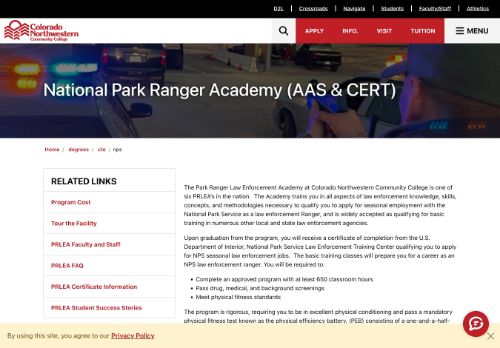 D2L Crossroads Navigate Students Faculty/Staff Athletics
Colorado
Northwestern
Community College
APPLY INFO. VISIT TUITION MENU
National Park Ranger Academy (AAS & CERT)
Home / degrees / cte / nps
RELATED LINKS
Program Cost
Tour the Facility
PRLEA Faculty and Staff
PRLEA FAQ
PRLEA Certificate Information
PRLEA Student Success Stories
The Park Ranger Law Enforcement Academy at Colorado Northwestern Community College is one of
six PRLEA's in the nation. The Academy trains you in all aspects of law enforcement knowledge, skills,
concepts, and methodologies necessary to qualify you to apply for seasonal employment with the
National Park Service as a law enforcement Ranger, and is widely accepted as qualifying for basic
training in numerous other local and state law enforcement agencies.
Upon graduation from the program, you will receive a certificate of completion from the U.S.
Department of Interior, National Park Service Law Enforcement Training Center qualifying you to apply
for NPS seasonal law enforcement jobs. The basic training classes will prepare you for a career as an
NPS law enforcement ranger. You will be required to:
• Complete an approved program with at least 650 classroom hours
• Pass drug, medical, and background screenings
• Meet physical fitness standards
The program is rigorous, requiring you to be in excellent physical conditioning and pass a mandatory
physical fitness test known as the physical efficiency battery, (PEB) consisting of a one-and-a-half-
By using this site, you agree to our Privacy Policy